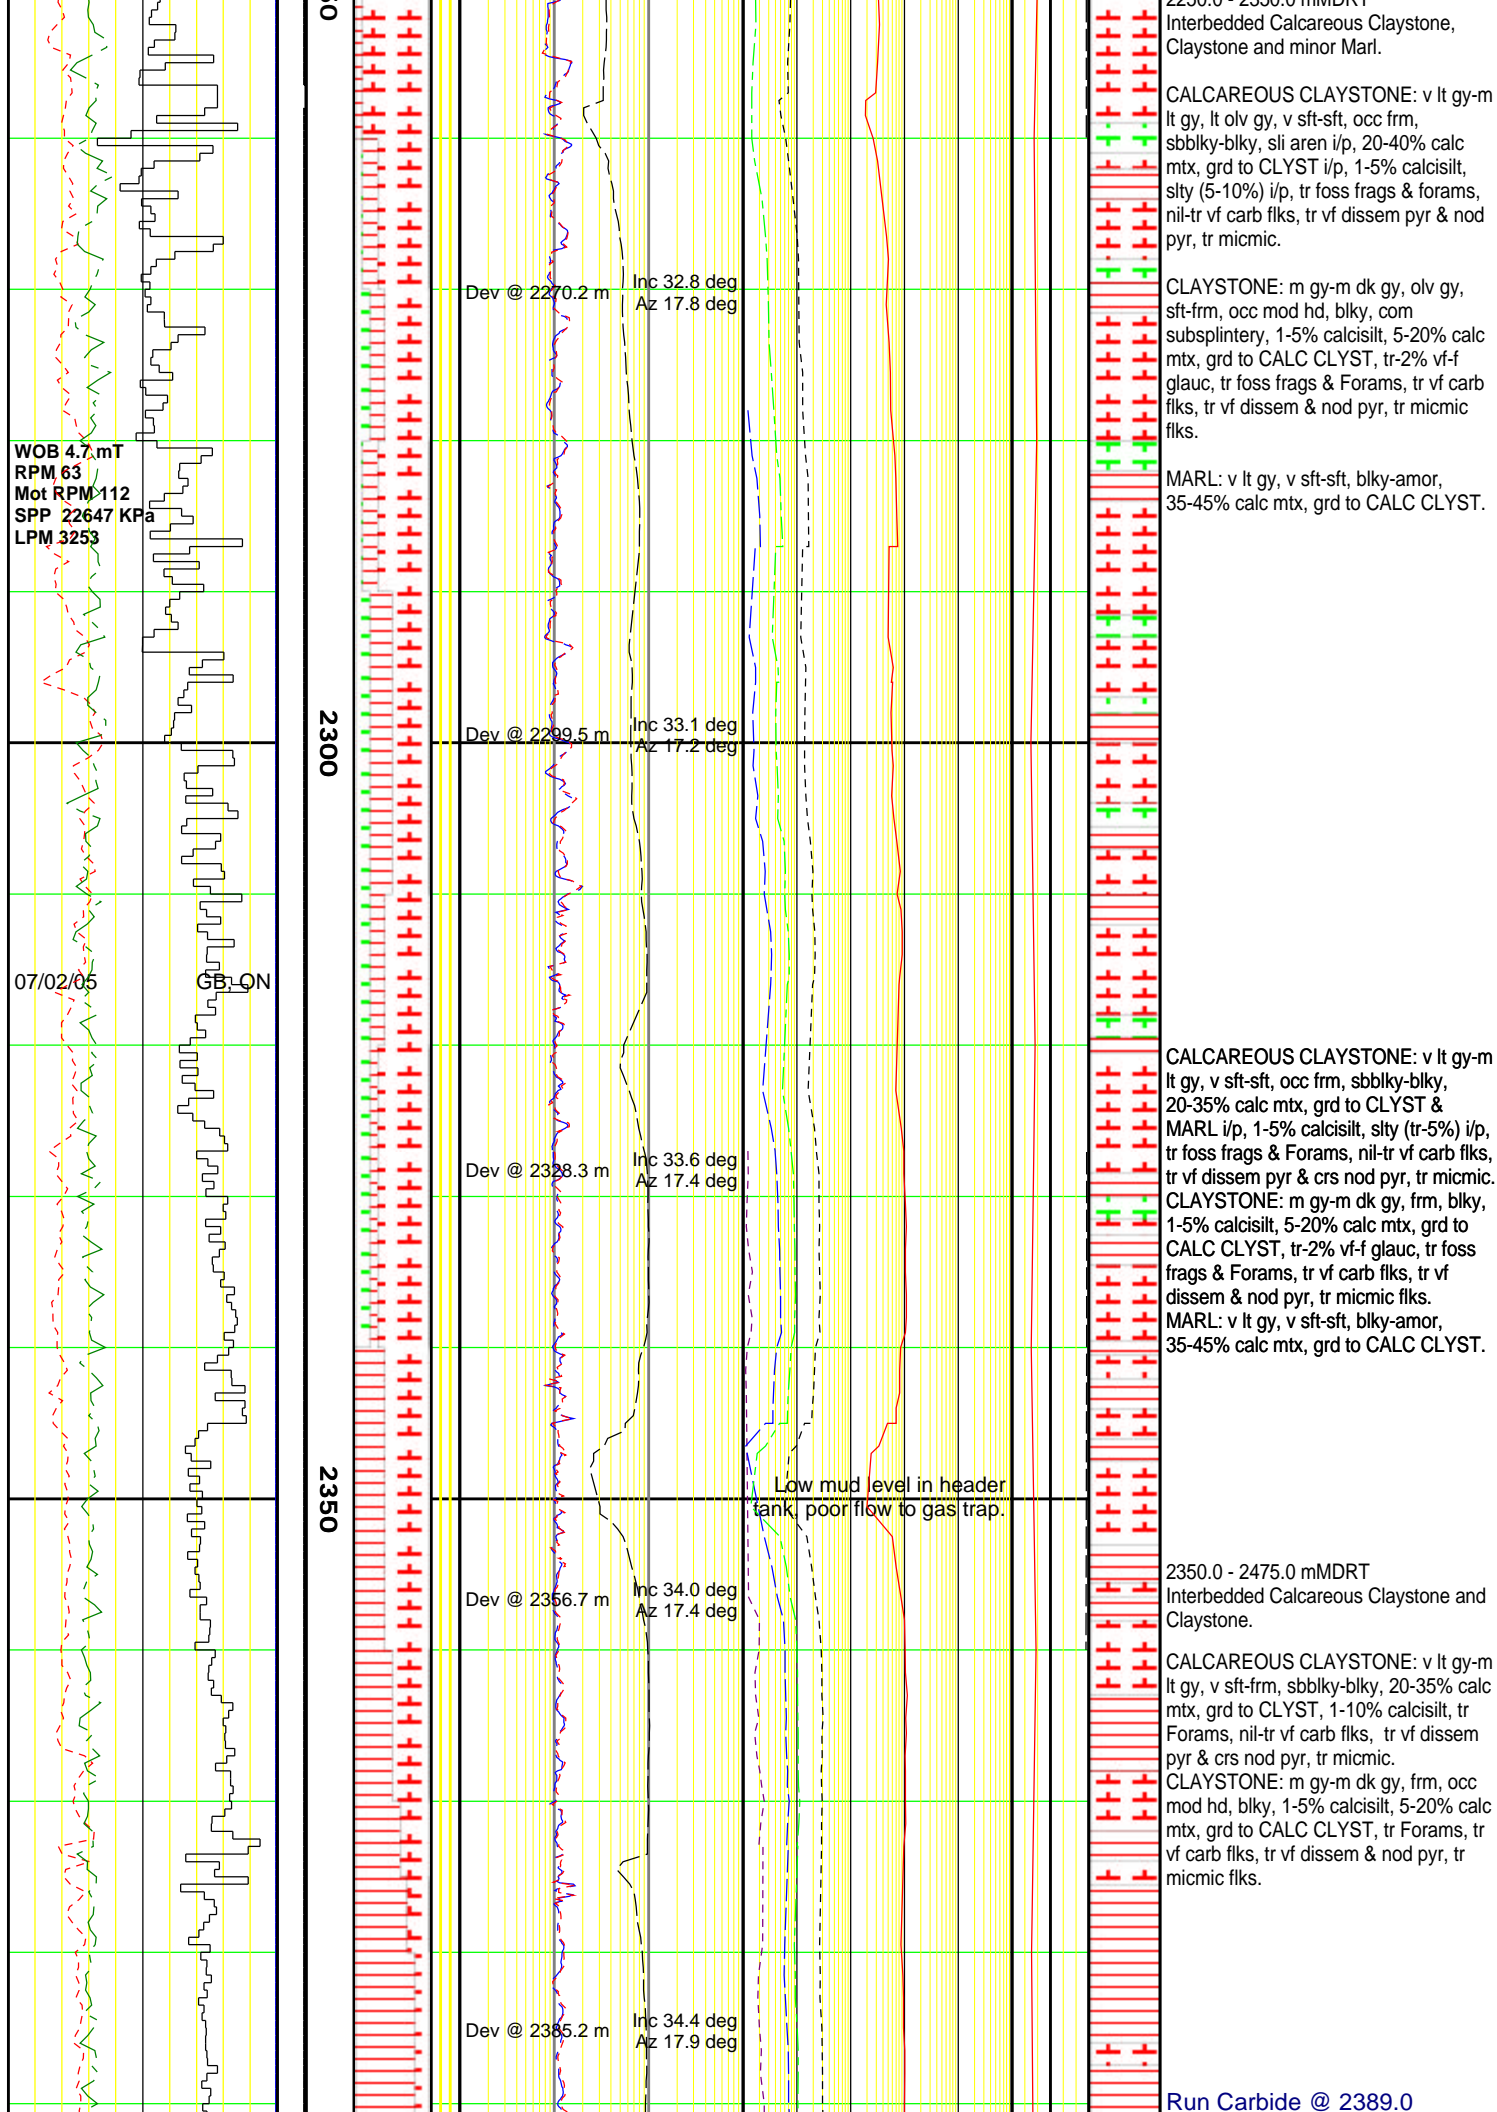 2250.0 - 2350.0 mMDRT
Interbedded Calcareous Claystone,
Claystone and minor Marl.
CALCAREOUS CLAYSTONE: v lt gy-m
lt gy, lt olv gy, v sft-sft, occ frm,
sbblky-blky, sli aren i/p, 20-40% calc
mtx, grd to CLYST i/p, 1-5% calcisilt,
slty (5-10%) i/p, tr foss frags & forams,
nil-tr vf carb flks, tr vf dissem pyr & nod
pyr, tr micmic.
Dev @ 2270.2 m
Inc 32.8 deg
Az 17.8 deg
CLAYSTONE: m gy-m dk gy, olv gy,
sft-frm, occ mod hd, blky, com
subsplintery, 1-5% calcisilt, 5-20% calc
mtx, grd to CALC CLYST, tr-2% vf-f
glauc, tr foss frags & Forams, tr vf carb
flks, tr vf dissem & nod pyr, tr micmic
flks.
WOB 4.7 mT
RPM 63
Mot RPM 112
SPP 22647 KPa
LPM 3253
MARL: v lt gy, v sft-sft, blky-amor,
35-45% calc mtx, grd to CALC CLYST.
2300
Dev @ 2299.5 m
Inc 33.1 deg
Az 17.2 deg
07/02/05
GB, ON
CALCAREOUS CLAYSTONE: v lt gy-m
lt gy, v sft-sft, occ frm, sbblky-blky,
20-35% calc mtx, grd to CLYST &
MARL i/p, 1-5% calcisilt, slty (tr-5%) i/p,
tr foss frags & Forams, nil-tr vf carb flks,
tr vf dissem pyr & crs nod pyr, tr micmic.
CLAYSTONE: m gy-m dk gy, frm, blky,
1-5% calcisilt, 5-20% calc mtx, grd to
CALC CLYST, tr-2% vf-f glauc, tr foss
frags & Forams, tr vf carb flks, tr vf
dissem & nod pyr, tr micmic flks.
MARL: v lt gy, v sft-sft, blky-amor,
35-45% calc mtx, grd to CALC CLYST.
Dev @ 2328.3 m
Inc 33.6 deg
Az 17.4 deg
2350
Low mud level in header
tank, poor flow to gas trap.
Dev @ 2356.7 m
Inc 34.0 deg
Az 17.4 deg
2350.0 - 2475.0 mMDRT
Interbedded Calcareous Claystone and
Claystone.
CALCAREOUS CLAYSTONE: v lt gy-m
lt gy, v sft-frm, sbblky-blky, 20-35% calc
mtx, grd to CLYST, 1-10% calcisilt, tr
Forams, nil-tr vf carb flks, tr vf dissem
pyr & crs nod pyr, tr micmic.
CLAYSTONE: m gy-m dk gy, frm, occ
mod hd, blky, 1-5% calcisilt, 5-20% calc
mtx, grd to CALC CLYST, tr Forams, tr
vf carb flks, tr vf dissem & nod pyr, tr
micmic flks.
Dev @ 2385.2 m
Inc 34.4 deg
Az 17.9 deg
Run Carbide @ 2389.0